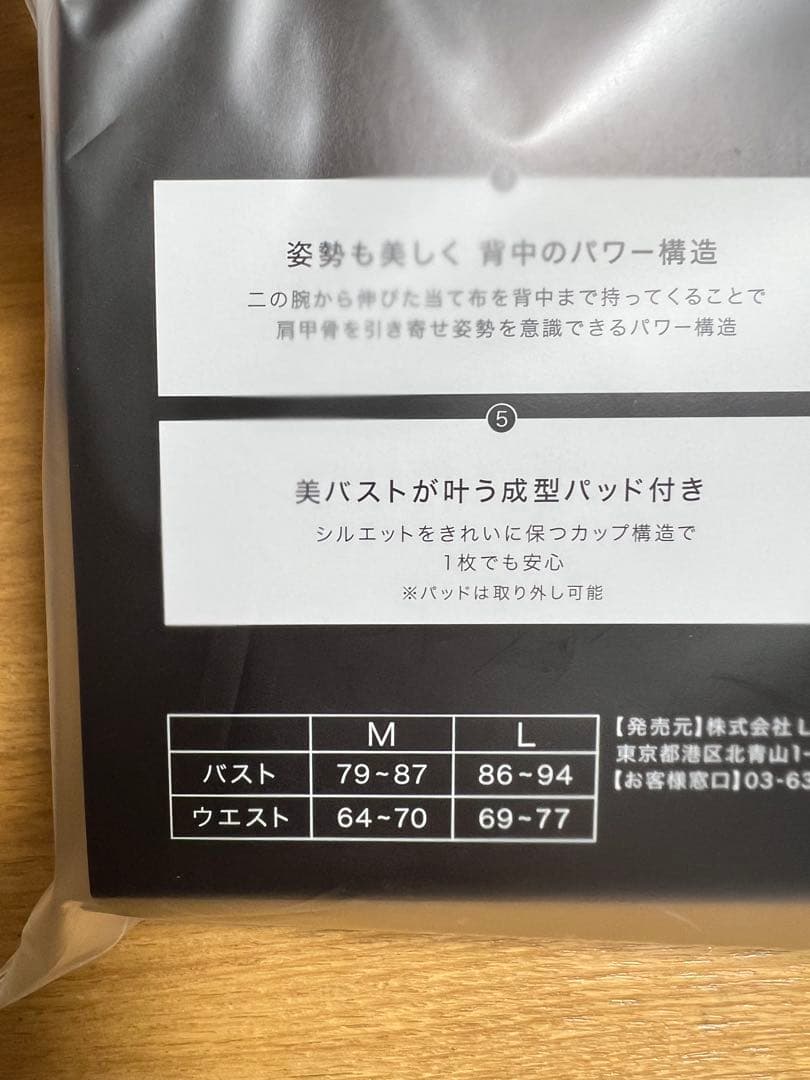 姿勢も美しく 背中のパワー構造
二の腕から伸びた当て布を背中まで持ってくることで
肩甲骨を引き寄せ姿勢を意識できるパワー構造
5
美バストが叶う成型パッド付き
シルエットをきれいに保つカップ構造で
1枚でも安心
※パッドは取り外し可能
M L
バスト 79~87 86~94
ウエスト 64~70 69~77
【発売元】株式会社 L
東京都港区北青山1-
【お客様窓口】03-63